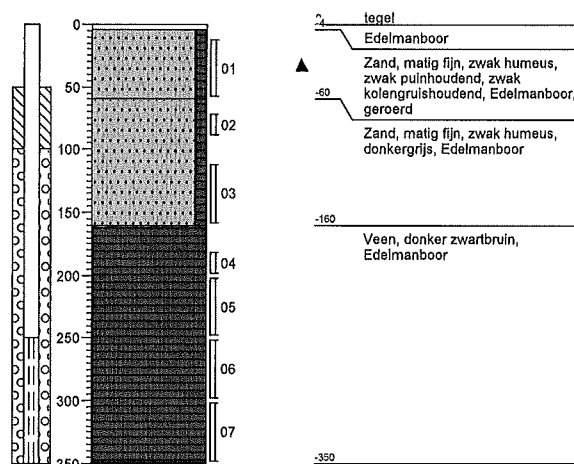 0
50
100
150
200
250
300
350
01
02
03
04
05
06
07
tegel
-4
Edelmanboor
Zand, matig fijn, zwak humeus,
zwak puinhoudend, zwak
kolengruishoudend, Edelmanboor,
geroerd
-60
Zand, matig fijn, zwak humeus,
donkergrijs, Edelmanboor
-160
Veen, donker zwartbruin,
Edelmanboor
-350